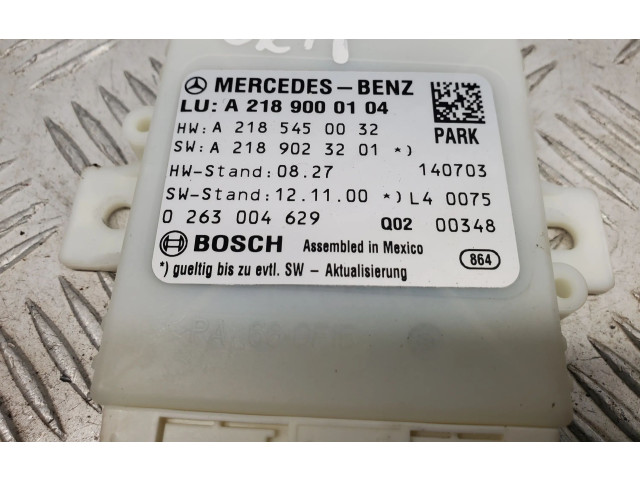 MERCEDES-BENZ
LU: A 218 900 01 04
HW: A 218 545 00 32
PARK
SW: A 218 902 32 01 *)
HW-Stand: 08.27 140703
SW-Stand: 12.11.00 *) L4 0075
0 263 004 629 Q02 00348
BOSCH Assembled in Mexico
864
*) gueltig bis zu evtl. SW - Aktualisierung